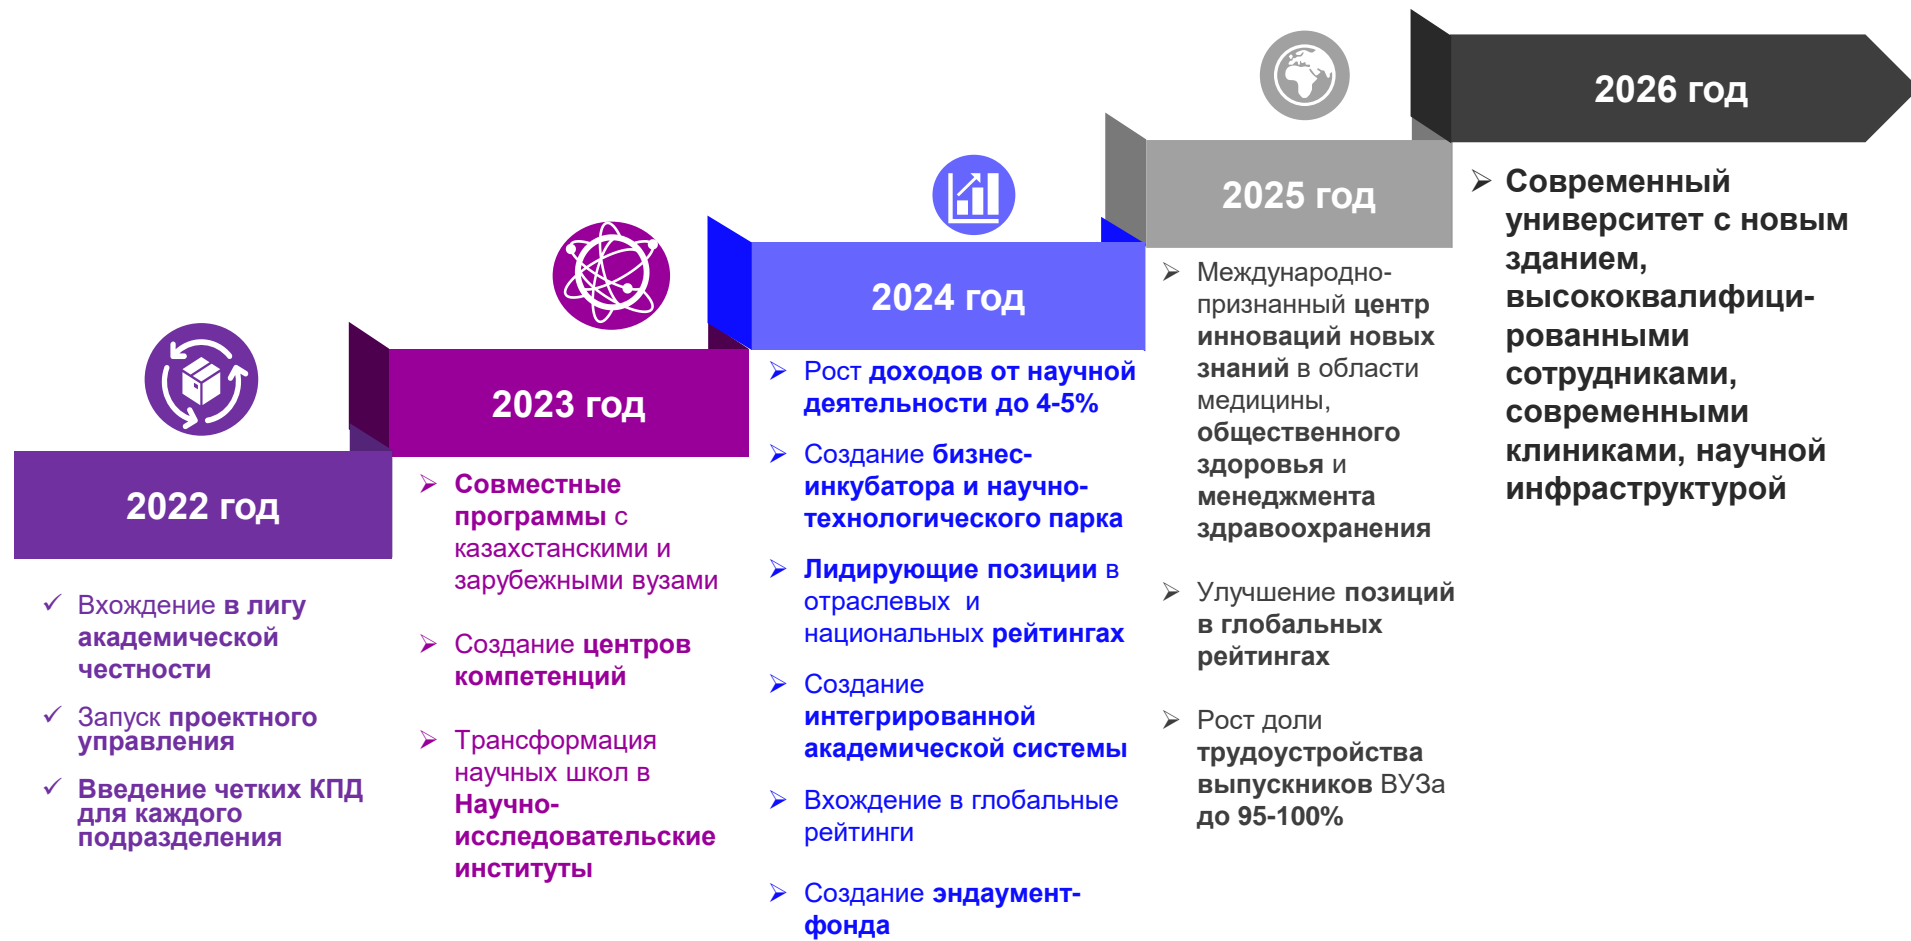 2022 год
Вхождение в лигу
академической
честности
Запуск проектного
управления
Введение четких КПД
для каждого
подразделения
2023 год
Совместные
программы с
казахстанскими и
зарубежными вузами
Создание центров
компетенций
Трансформация
научных школ в
Научно-
исследовательские
институты
2024 год
Рост доходов от научной
деятельности до 4-5%
Создание бизнес-
инкубатора и научно-
технологического парка
Лидирующие позиции в
отраслевых и
национальных рейтингах
Создание
интегрированной
академической системы
Вхождение в глобальные
рейтинги
Создание эндаумент-
фонда
2025 год
Международно-
признанный центр
инноваций новых
знаний в области
медицины,
общественного
здоровья и
менеджмента
здравоохранения
Улучшение позиций
в глобальных
рейтингах
Рост доли
трудоустройства
выпускников ВУЗа
до 95-100%
2026 год
Современный
университет с новым
зданием,
высококвалифици-
рованными
сотрудниками,
современными
клиниками, научной
инфраструктурой